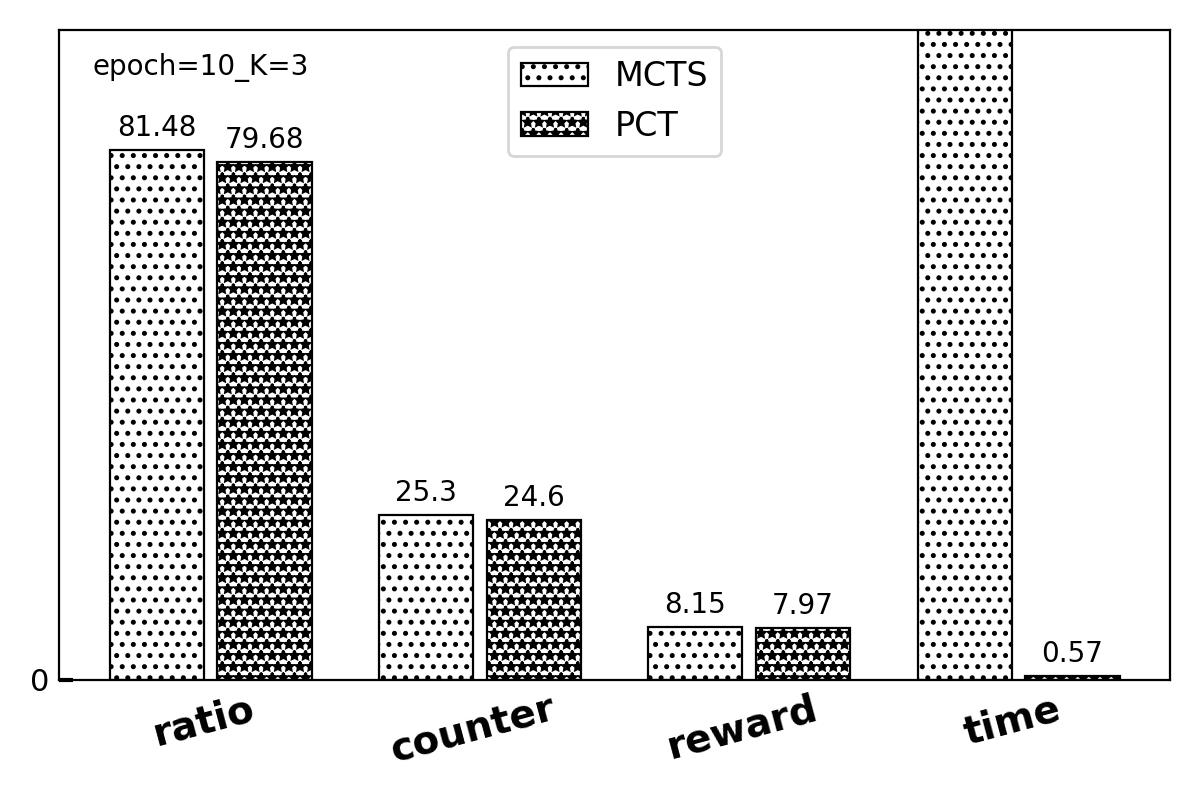 epoch=10_K=3
MCTS
PCT
81.48
79.68
25.3
24.6
8.15
7.97
0.57
0
ratio
counter
reward
time